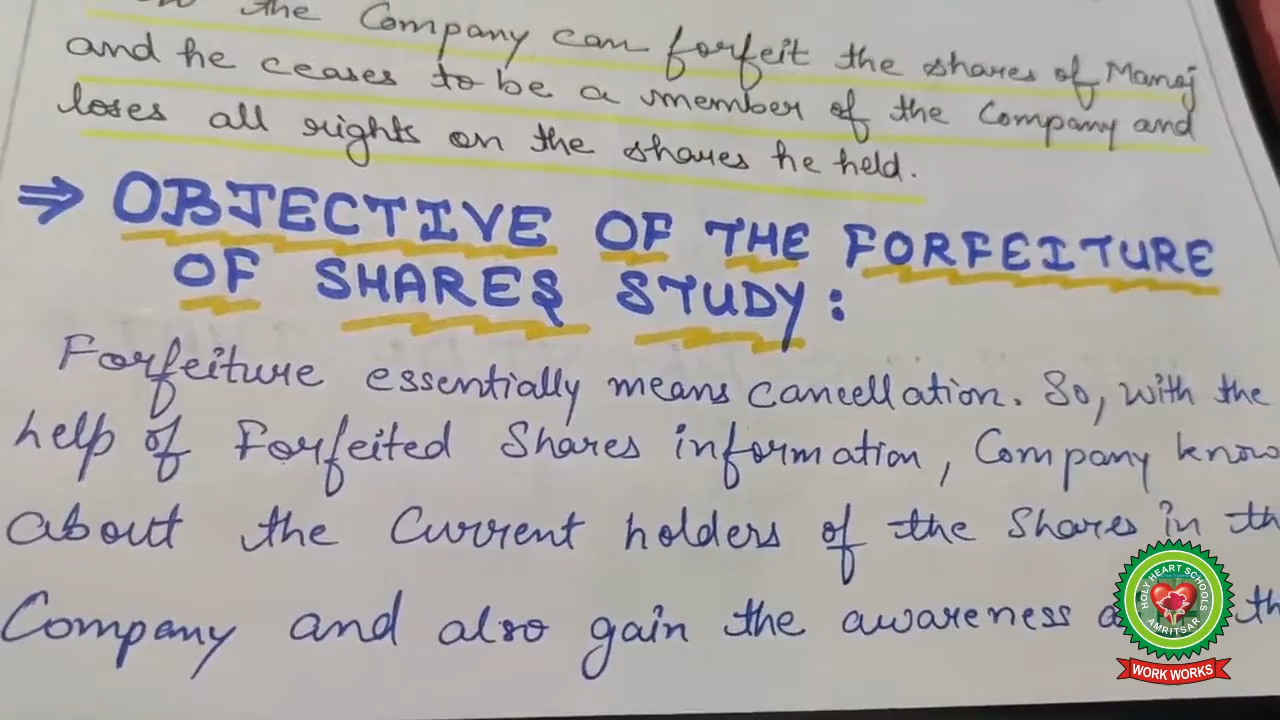 the Company can forfeit the shares of Manoj
and he ceases to be a member of the Company and
loses all rights on the shares he held.
⇒ OBJECTIVE OF THE FORFEITURE
OF SHARES STUDY:
Forfeiture essentially means cancellation. So, with the
help of Forfeited Shares information, Company know
about the Current holders of the Shares in th
Company and also gain the awareness a th
HOLY HEART SCHOOLS
AMRITSAR
WORK WORKS